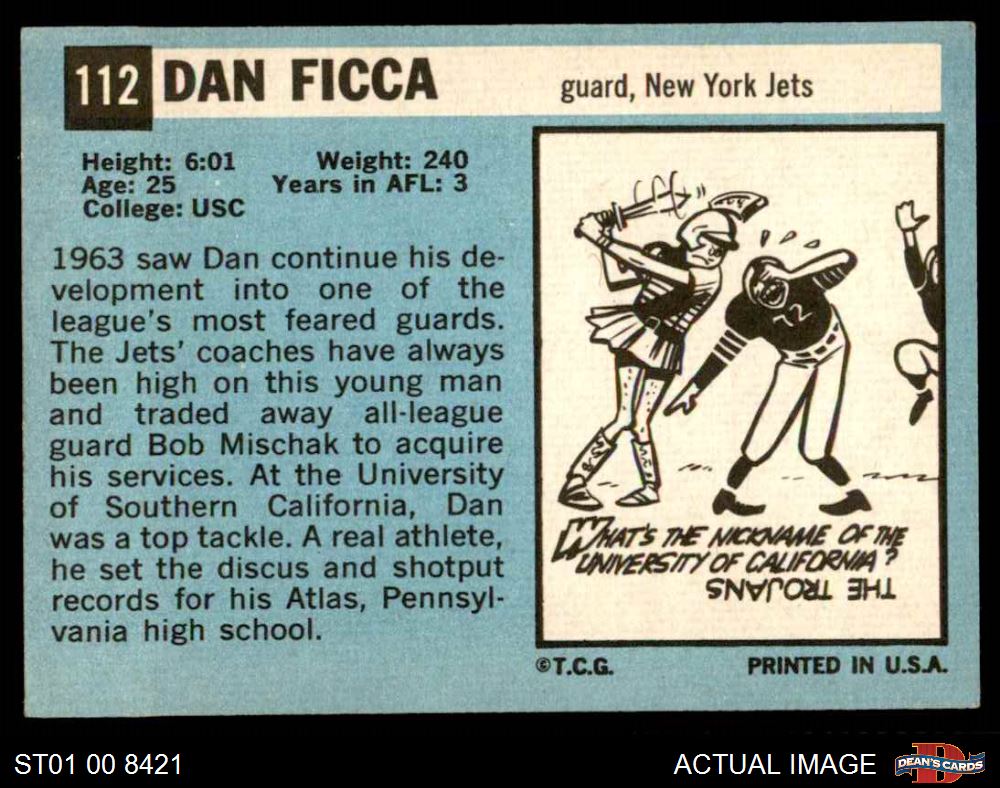 112 DAN FICCA guard, New York Jets
Height: 6:01 Weight: 240
Age: 25 Years in AFL: 3
College: USC
1963 saw Dan continue his de-
velopment into one of the
league's most feared guards.
The Jets' coaches have always
been high on this young man
and traded away all-league
guard Bob Mischak to acquire
his services. At the University
of Southern California, Dan
was a top tackle. A real athlete,
he set the discus and shotput
records for his Atlas, Pennsyl-
vania high school.
72
WHAT'S THE NICKNAME OF THE
UNIVERSITY OF CALIFORNIA?
THE TROJANS
©T.C.G. PRINTED IN U.S.A.
ST01 00 8421 ACTUAL IMAGE DEAN'S CARDS